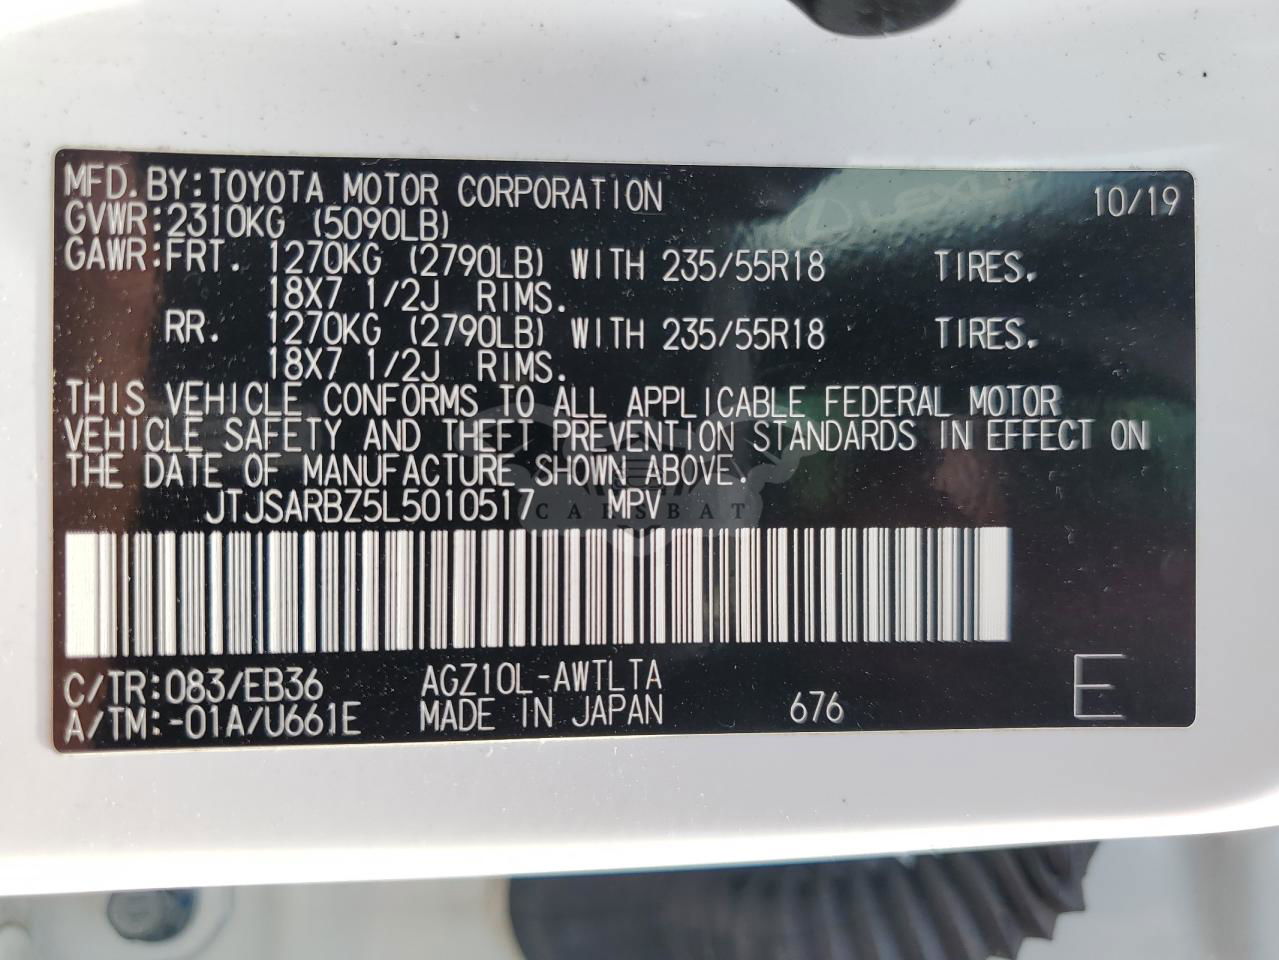 MFD.BY:TOYOTA MOTOR CORPORATION 10/19
GVWR:2310KG (5090LB)
GAWR:FRT. 1270KG (2790LB) WITH 235/55R18 TIRES.
18X7 1/2J RIMS.
RR. 1270KG (2790LB) WITH 235/55R18 TIRES.
18X7 1/2J RIMS.
THIS VEHICLE CONFORMS TO ALL APPLICABLE FEDERAL MOTOR
VEHICLE SAFETY AND THEFT PREVENTION STANDARDS IN EFFECT ON
THE DATE OF MANUFACTURE SHOWN ABOVE.
JTJSARBZ5L5010517 MPV
CARSBAT
C/TR:083/EB36 AGZ10L-AWTLTA
A/TM:-01A/U661E MADE IN JAPAN 676 E
LEXUS